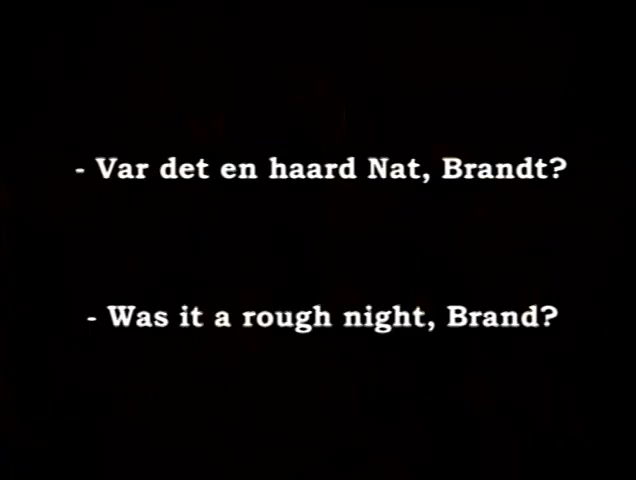 - Var det en haard Nat, Brandt?
- Was it a rough night, Brand?